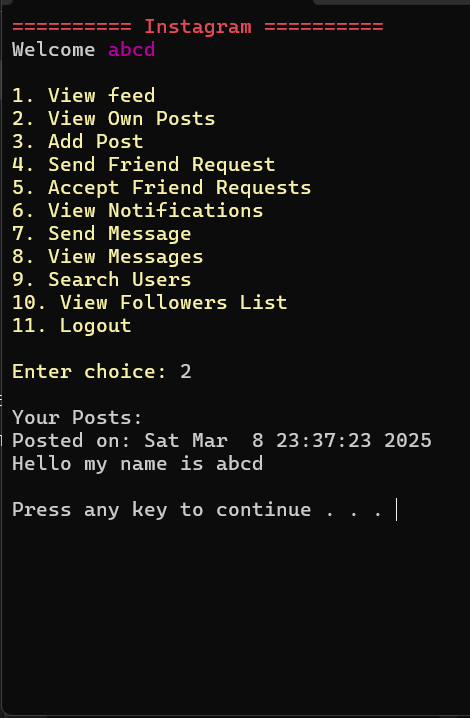 ========== Instagram ==========
Welcome abcd
1. View feed
2. View Own Posts
3. Add Post
4. Send Friend Request
5. Accept Friend Requests
6. View Notifications
7. Send Message
8. View Messages
9. Search Users
10. View Followers List
11. Logout
Enter choice: 2
Your Posts:
Posted on: Sat Mar  8 23:37:23 2025
Hello my name is abcd
Press any key to continue . . .